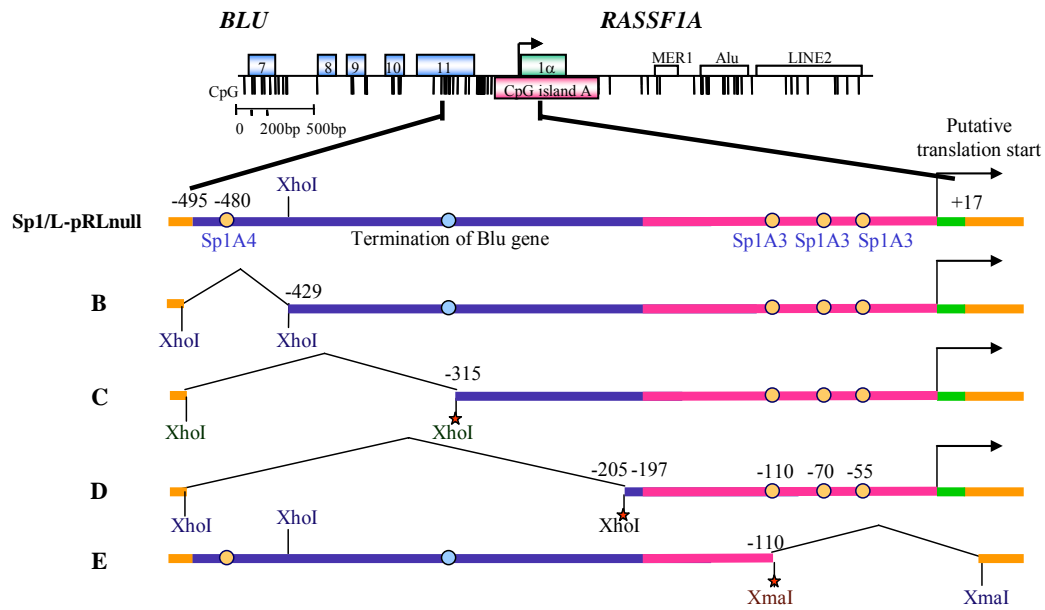 BLU RASSF1A
MER1 Alu LINE2
7 8 9 10 11 1α
CpG CpG island A
0 200bp 500bp
Putative
translation start
XhoI
-495 -480 +17
Sp1/L-pRLnull
Sp1A4 Termination of Blu gene Sp1A3 Sp1A3 Sp1A3
-429
B
XhoI XhoI
-315
C
XhoI XhoI
-205 -197 -110 -70 -55
D
XhoI XhoI
XhoI
-110
E
XmaI XmaI